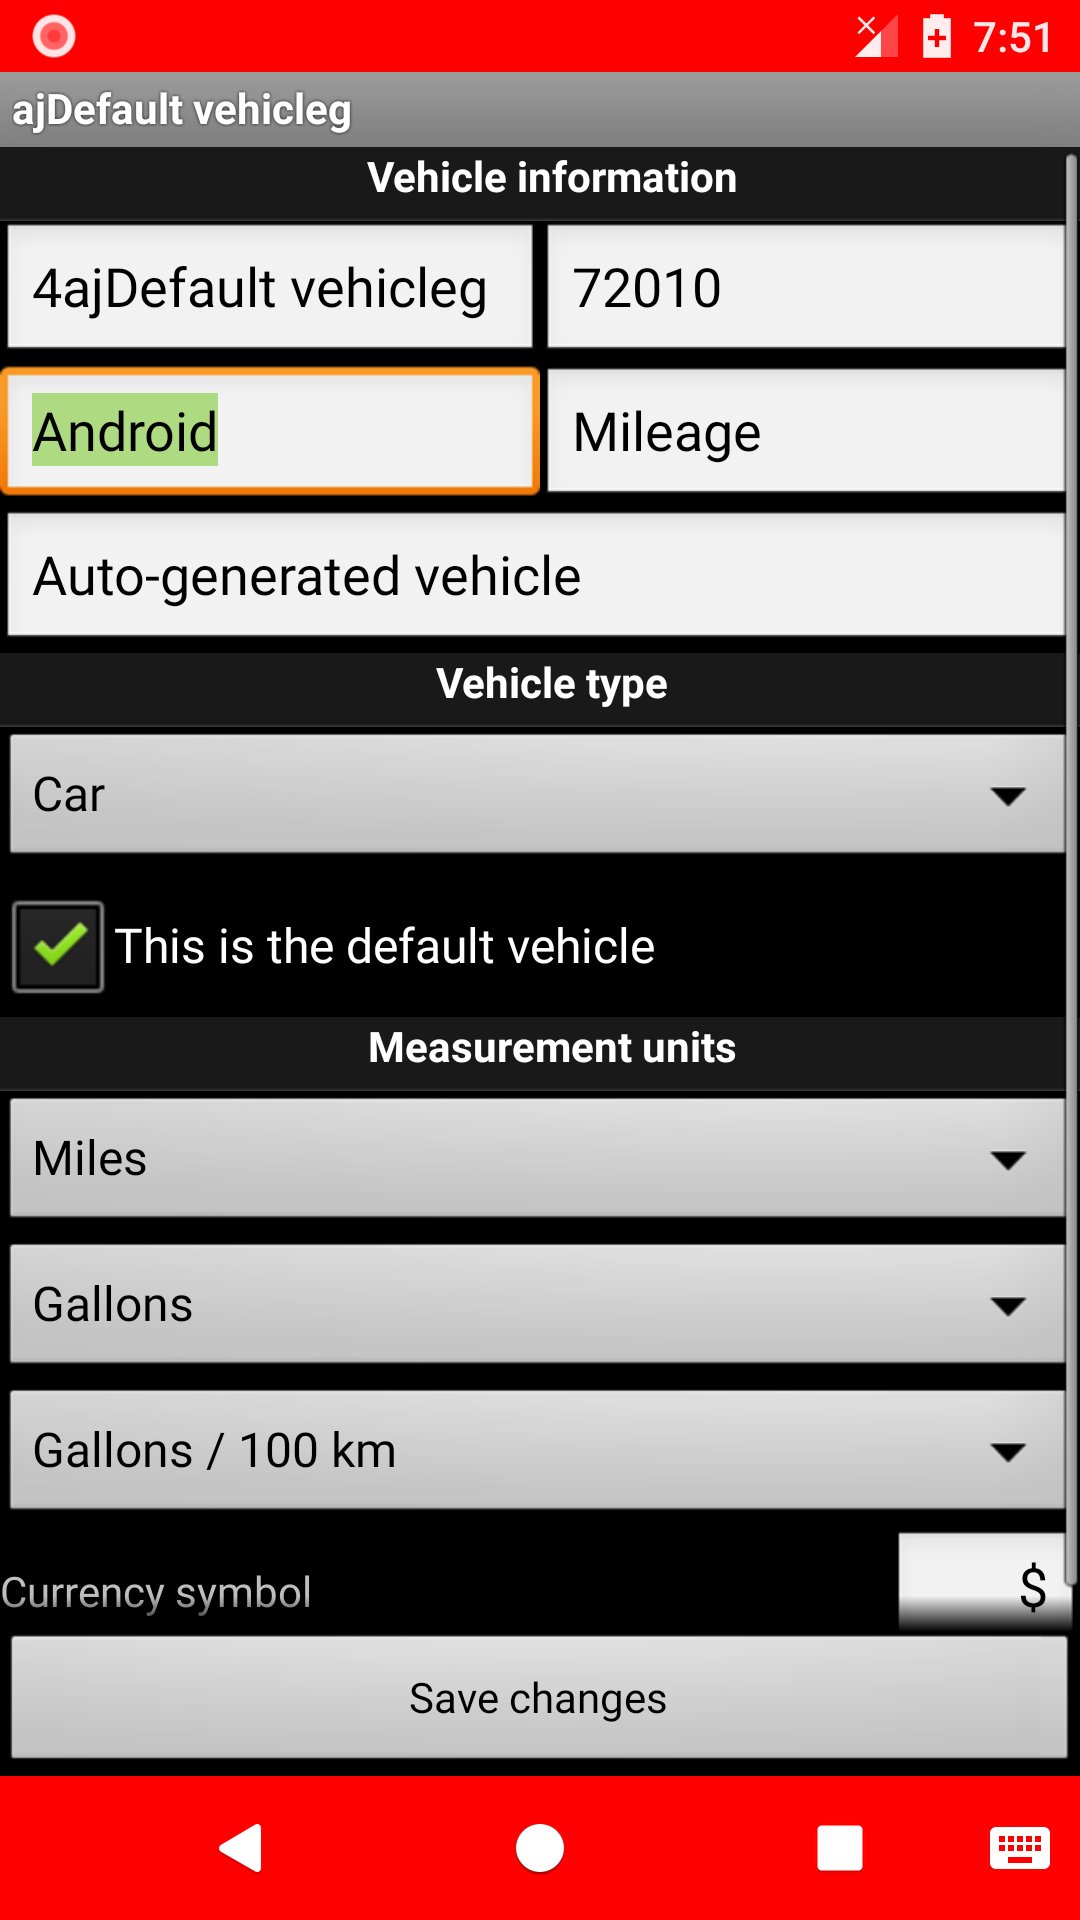 7:51
ajDefault vehicleg
Vehicle information
4ajDefault vehicleg
72010
Android
Mileage
Auto-generated vehicle
Vehicle type
Car
This is the default vehicle
Measurement units
Miles
Gallons
Gallons / 100 km
Currency symbol
$
Save changes